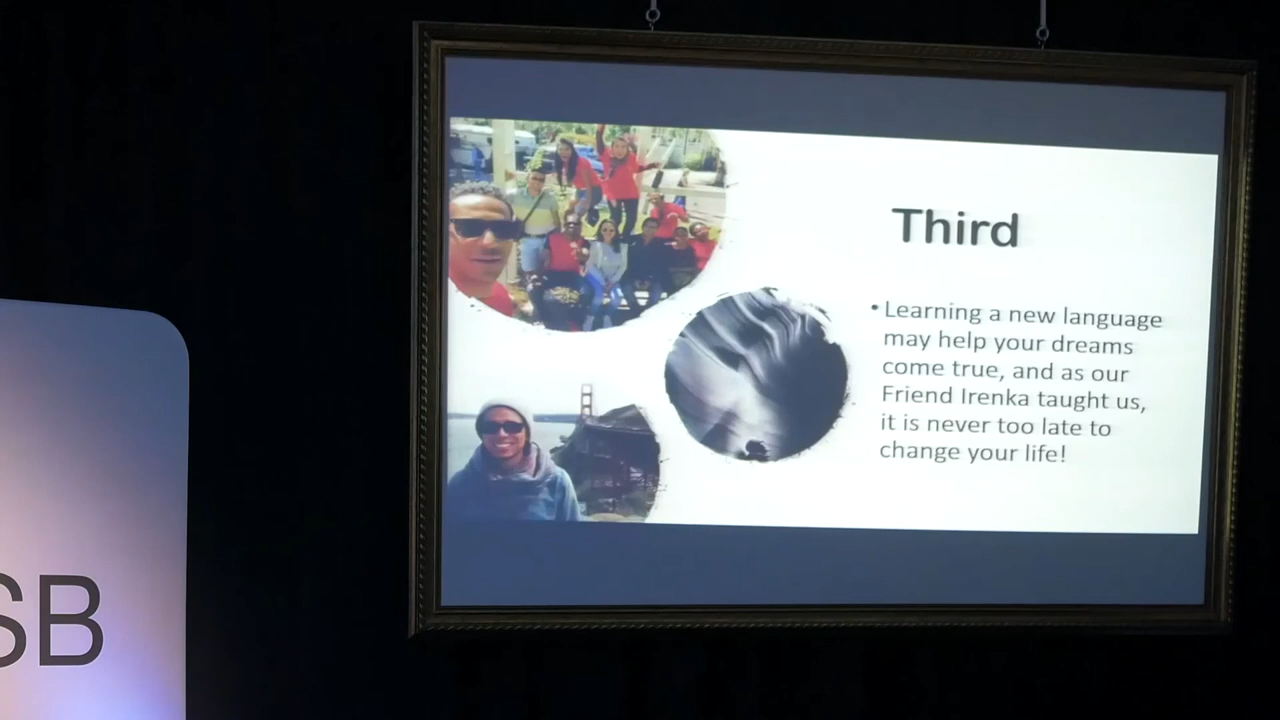 Third
• Learning a new language
may help your dreams
come true, and as our
Friend Irenka taught us,
it is never too late to
change your life!
SB